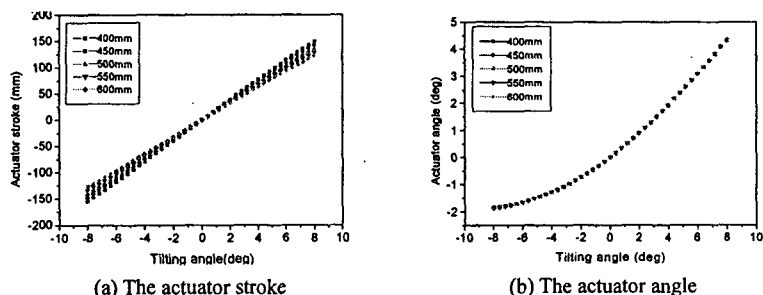 200
150
100
50
0
-50
-100
-150
-200
Actuator stroke (mm)
400mm
450mm
500mm
550mm
600mm
-10 -8 -6 -4 -2 0 2 4 6 8 10
Tilting angle(deg)
(a) The actuator stroke
5
4
3
2
1
0
-1
-2
Actuator angle (deg)
400mm
450mm
500mm
550mm
600mm
-10 -8 -6 -4 -2 0 2 4 6 8 10
Tilting angle (deg)
(b) The actuator angle